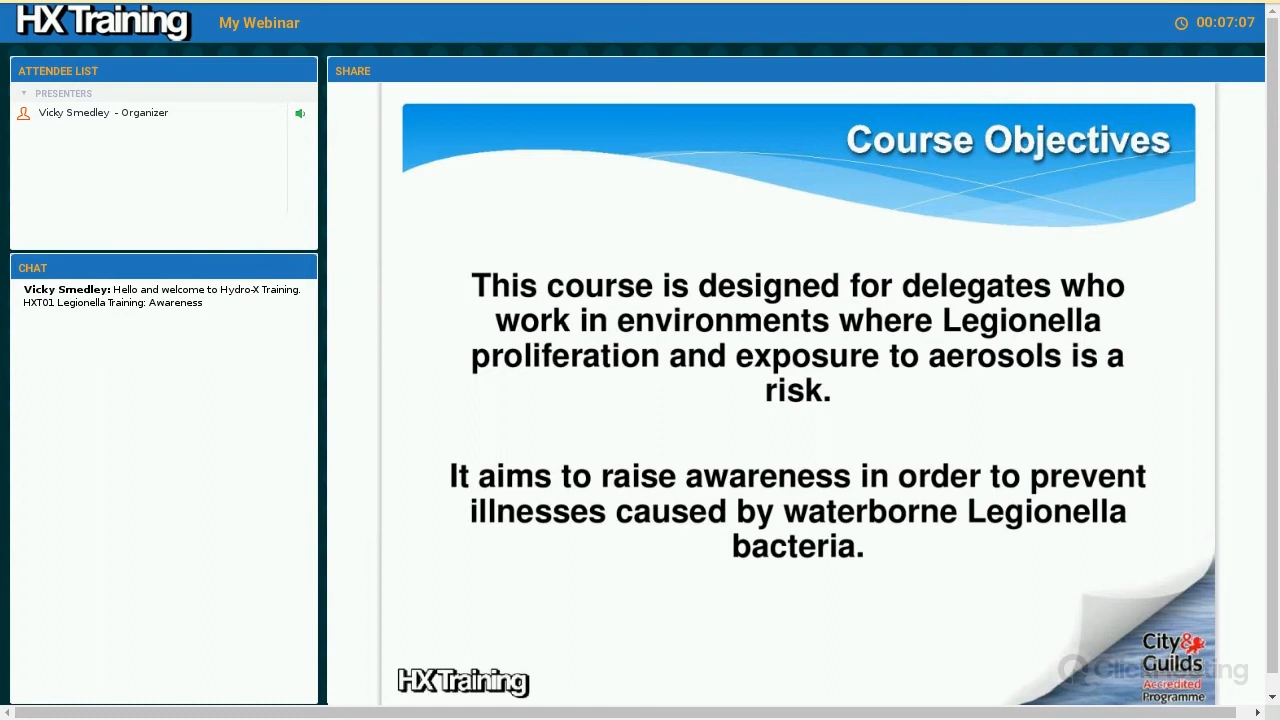 HX Training
My Webinar
00:07:07
ATTENDEE LIST
PRESENTERS
Vicky Smedley - Organizer
CHAT
Vicky Smedley: Hello and welcome to Hydro-X Training.
HXT01 Legionella Training: Awareness
SHARE
Course Objectives
This course is designed for delegates who
work in environments where Legionella
proliferation and exposure to aerosols is a
risk.
It aims to raise awareness in order to prevent
illnesses caused by waterborne Legionella
bacteria.
HX Training
City & Guilds
Accredited
Programme
ClickMeeting